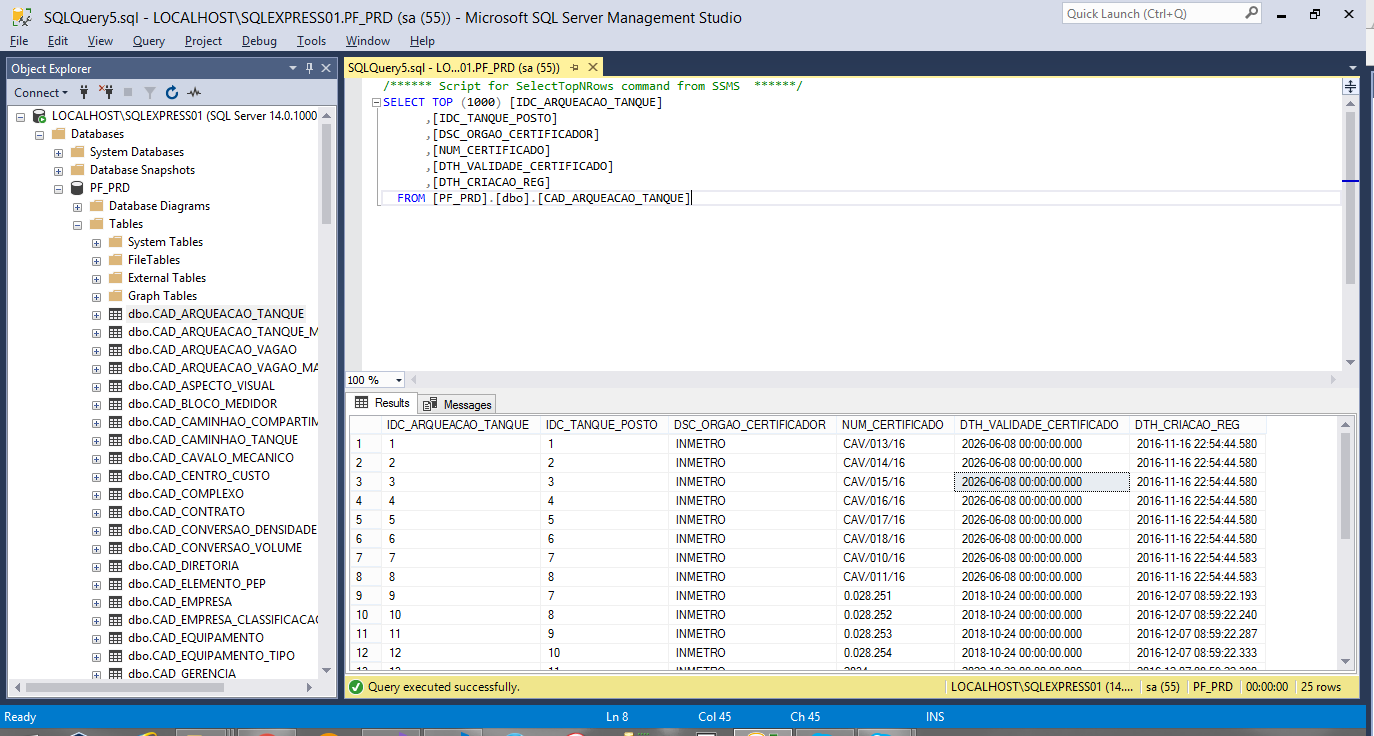 SQLQuery5.sql - LOCALHOST\SQLEXPRESS01.PF_PRD (sa (55)) - Microsoft SQL Server Management Studio
Quick Launch (Ctrl+Q)
File Edit View Query Project Debug Tools Window Help
Object Explorer
Connect
LOCALHOST\SQLEXPRESS01 (SQL Server 14.0.1000
Databases
System Databases
Database Snapshots
PF_PRD
Database Diagrams
Tables
System Tables
FileTables
External Tables
Graph Tables
dbo.CAD_ARQUEACAO_TANQUE
dbo.CAD_ARQUEACAO_TANQUE_M
dbo.CAD_ARQUEACAO_VAGAO
dbo.CAD_ARQUEACAO_VAGAO_MA
dbo.CAD_ASPECTO_VISUAL
dbo.CAD_BLOCO_MEDIDOR
dbo.CAD_CAMINHAO_COMPARTIM
dbo.CAD_CAMINHAO_TANQUE
dbo.CAD_CAVALO_MECANICO
dbo.CAD_CENTRO_CUSTO
dbo.CAD_COMPLEXO
dbo.CAD_CONTRATO
dbo.CAD_CONVERSAO_DENSIDADE
dbo.CAD_CONVERSAO_VOLUME
dbo.CAD_DIRETORIA
dbo.CAD_ELEMENTO_PEP
dbo.CAD_EMPRESA
dbo.CAD_EMPRESA_CLASSIFICACAO
dbo.CAD_EQUIPAMENTO
dbo.CAD_EQUIPAMENTO_TIPO
dbo.CAD_GERENCIA
SQLQuery5.sql - LO...01.PF_PRD (sa (55))
/****** Script for SelectTopNRows command from SSMS  ******/
SELECT TOP (1000) [IDC_ARQUEACAO_TANQUE]
,[IDC_TANQUE_POSTO]
,[DSC_ORGAO_CERTIFICADOR]
,[NUM_CERTIFICADO]
,[DTH_VALIDADE_CERTIFICADO]
,[DTH_CRIACAO_REG]
FROM [PF_PRD].[dbo].[CAD_ARQUEACAO_TANQUE]
100 %
Results Messages
IDC_ARQUEACAO_TANQUE IDC_TANQUE_POSTO DSC_ORGAO_CERTIFICADOR NUM_CERTIFICADO DTH_VALIDADE_CERTIFICADO DTH_CRIACAO_REG
1 1 1 INMETRO CAV/013/16 2026-06-08 00:00:00.000 2016-11-16 22:54:44.580
2 2 2 INMETRO CAV/014/16 2026-06-08 00:00:00.000 2016-11-16 22:54:44.580
3 3 3 INMETRO CAV/015/16 2026-06-08 00:00:00.000 2016-11-16 22:54:44.580
4 4 4 INMETRO CAV/016/16 2026-06-08 00:00:00.000 2016-11-16 22:54:44.580
5 5 5 INMETRO CAV/017/16 2026-06-08 00:00:00.000 2016-11-16 22:54:44.580
6 6 6 INMETRO CAV/018/16 2026-06-08 00:00:00.000 2016-11-16 22:54:44.580
7 7 7 INMETRO CAV/010/16 2026-06-08 00:00:00.000 2016-11-16 22:54:44.583
8 8 8 INMETRO CAV/011/16 2026-06-08 00:00:00.000 2016-11-16 22:54:44.583
9 9 7 INMETRO 0.028.251 2018-10-24 00:00:00.000 2016-12-07 08:59:22.193
10 10 8 INMETRO 0.028.252 2018-10-24 00:00:00.000 2016-12-07 08:59:22.240
11 11 9 INMETRO 0.028.253 2018-10-24 00:00:00.000 2016-12-07 08:59:22.287
12 12 10 INMETRO 0.028.254 2018-10-24 00:00:00.000 2016-12-07 08:59:22.333
Query executed successfully.
LOCALHOST\SQLEXPRESS01 (14.... sa (55) PF_PRD 00:00:00 25 rows
Ready Ln 8 Col 45 Ch 45 INS